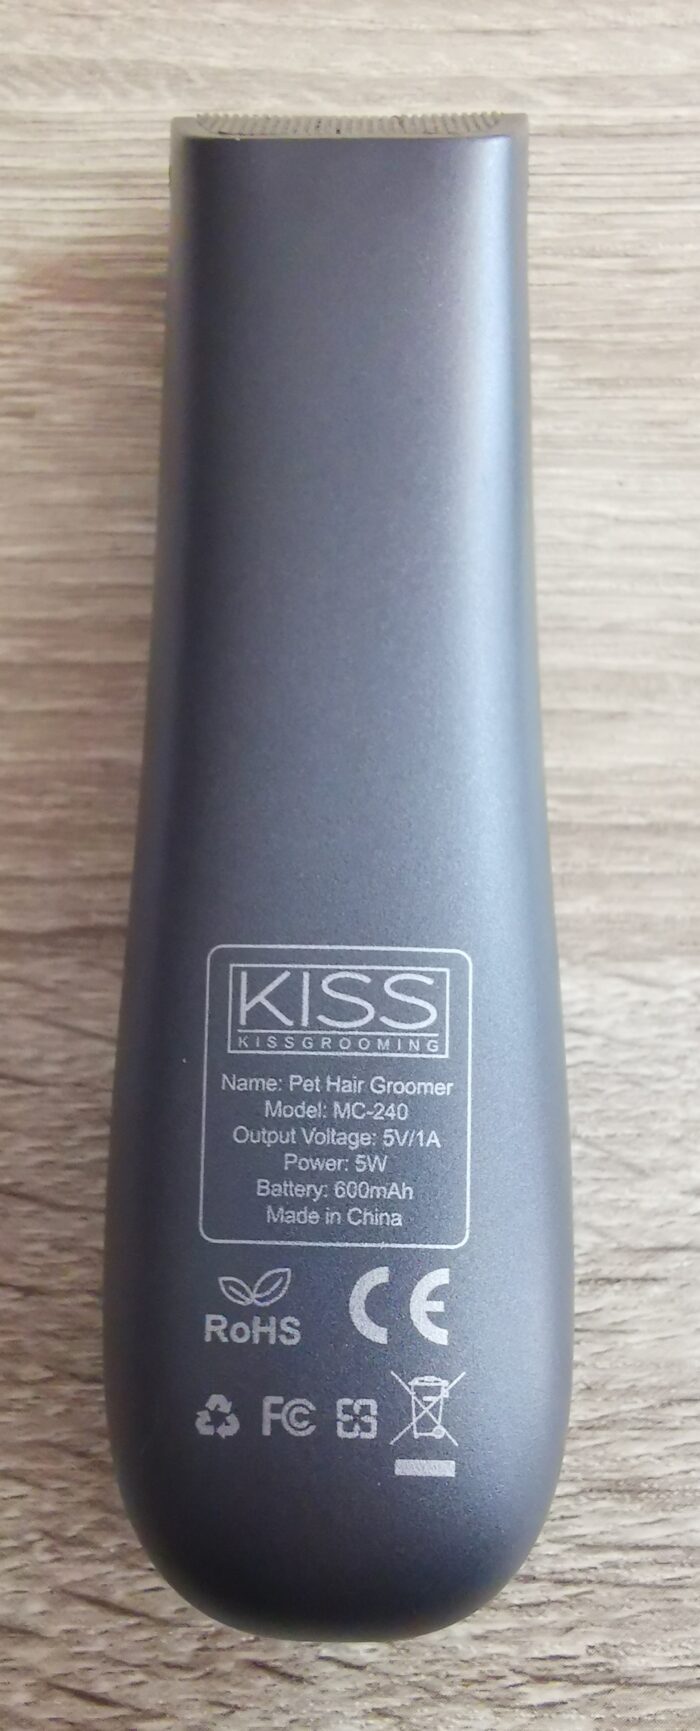 KISS
KISSGROOMING
Name: Pet Hair Groomer
Model: MC-240
Output Voltage: 5V/1A
Power: 5W
Battery: 600mAh
Made in China
RoHS CE
FC